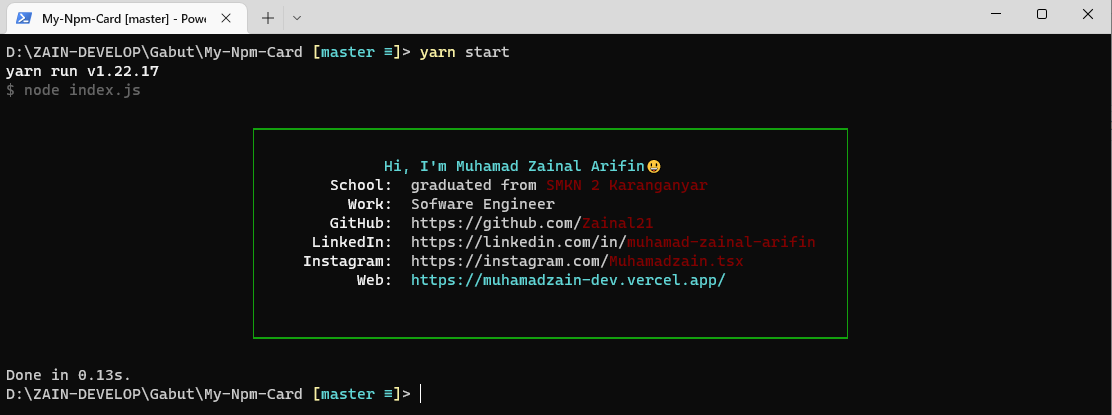 My-Npm-Card [master] - Powe
D:\ZAIN-DEVELOP\Gabut\My-Npm-Card [master ≡]> yarn start
yarn run v1.22.17
$ node index.js
Hi, I'm Muhamad Zainal Arifin😃
School: graduated from SMKN 2 Karanganyar
Work: Sofware Engineer
GitHub: https://github.com/Zainal21
LinkedIn: https://linkedin.com/in/muhamad-zainal-arifin
Instagram: https://instagram.com/Muhamadzain.tsx
Web: https://muhamadzain-dev.vercel.app/
Done in 0.13s.
D:\ZAIN-DEVELOP\Gabut\My-Npm-Card [master ≡]>